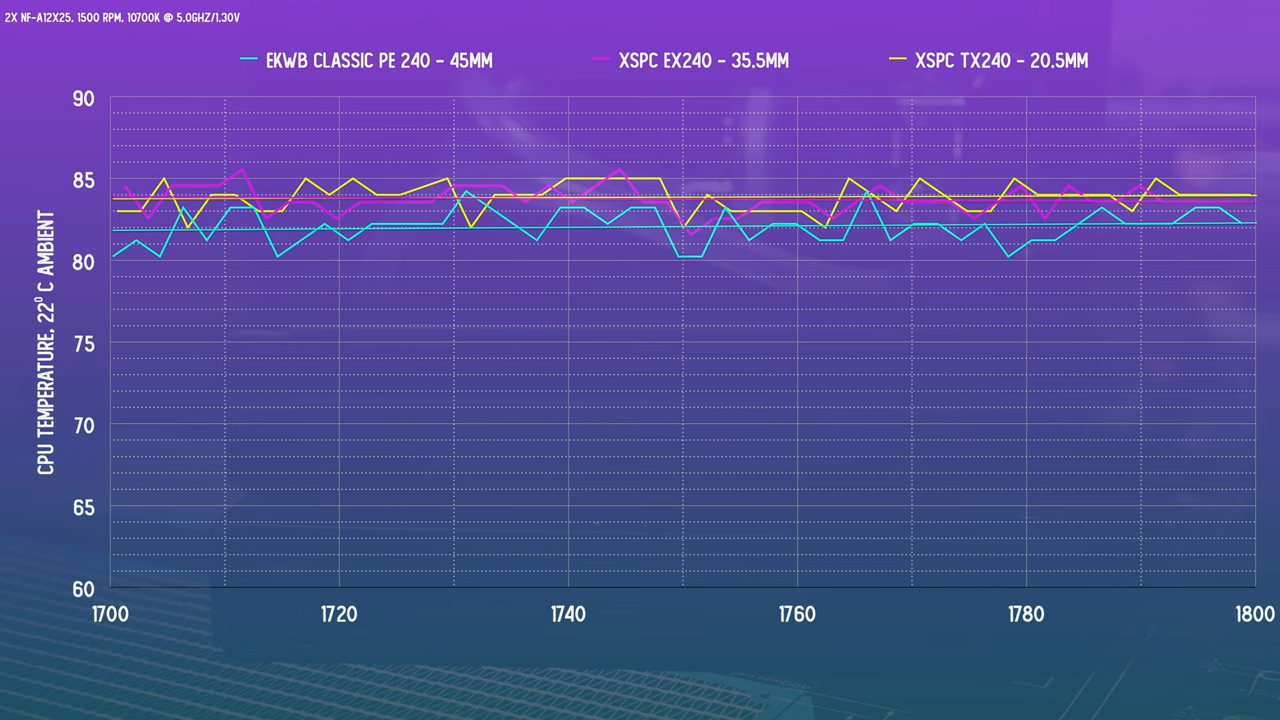 2X NF-A12X25, 1500 RPM, 10700K @ 5.0GHZ/1.30V
EKWB CLASSIC PE 240 - 45MM
XSPC EX240 - 35.5MM
XSPC TX240 - 20.5MM
CPU TEMPERATURE, 22⁰ C AMBIENT
90
85
80
75
70
65
60
1700
1720
1740
1760
1780
1800